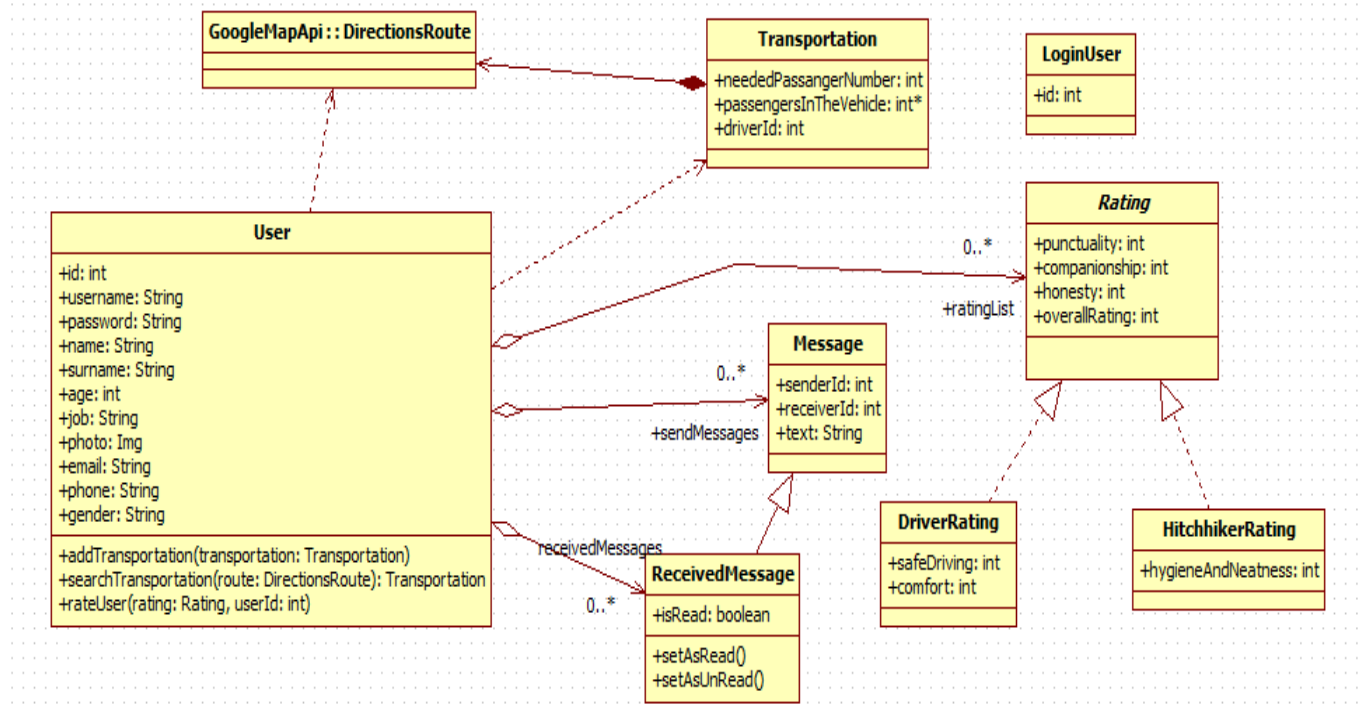 GoogleMapApi::DirectionsRoute
Transportation
+neededPassangerNumber: int
+passengersInTheVehicle: int*
+driverId: int
LoginUser
+id: int
User
+id: int
+username: String
+password: String
+name: String
+surname: String
+age: int
+job: String
+photo: Img
+email: String
+phone: String
+gender: String
+addTransportation(transportation: Transportation)
+searchTransportation(route: DirectionsRoute): Transportation
+rateUser(rating: Rating, userId: int)
0..*
+ratingList
Rating
+punctuality: int
+companionship: int
+honesty: int
+overallRating: int
0..*
+sendMessages
Message
+senderId: int
+receiverId: int
+text: String
receivedMessages
0..*
ReceivedMessage
+isRead: boolean
+setAsRead()
+setAsUnRead()
DriverRating
+safeDriving: int
+comfort: int
HitchhikerRating
+hygieneAndNeatness: int